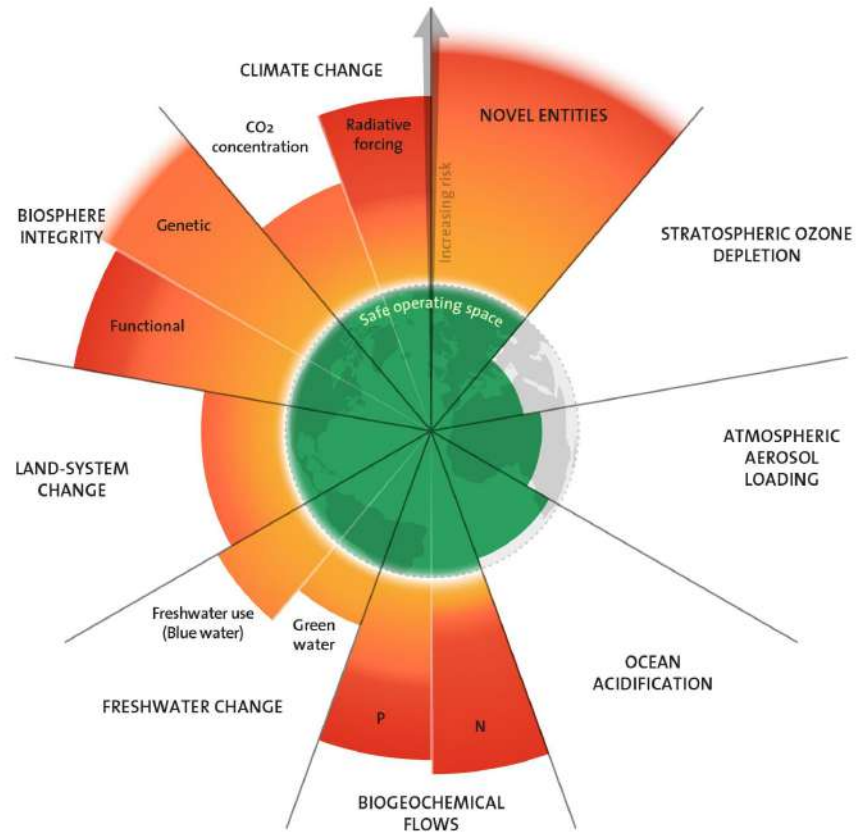 CLIMATE CHANGE
CO2
concentration
Radiative
forcing
Increasing risk
NOVEL ENTITIES
STRATOSPHERIC OZONE
DEPLETION
ATMOSPHERIC
AEROSOL
LOADING
OCEAN
ACIDIFICATION
BIOGEOCHEMICAL
FLOWS
P
N
FRESHWATER CHANGE
Freshwater use
(Blue water)
Green
water
LAND-SYSTEM
CHANGE
BIOSPHERE
INTEGRITY
Genetic
Functional
Safe operating space